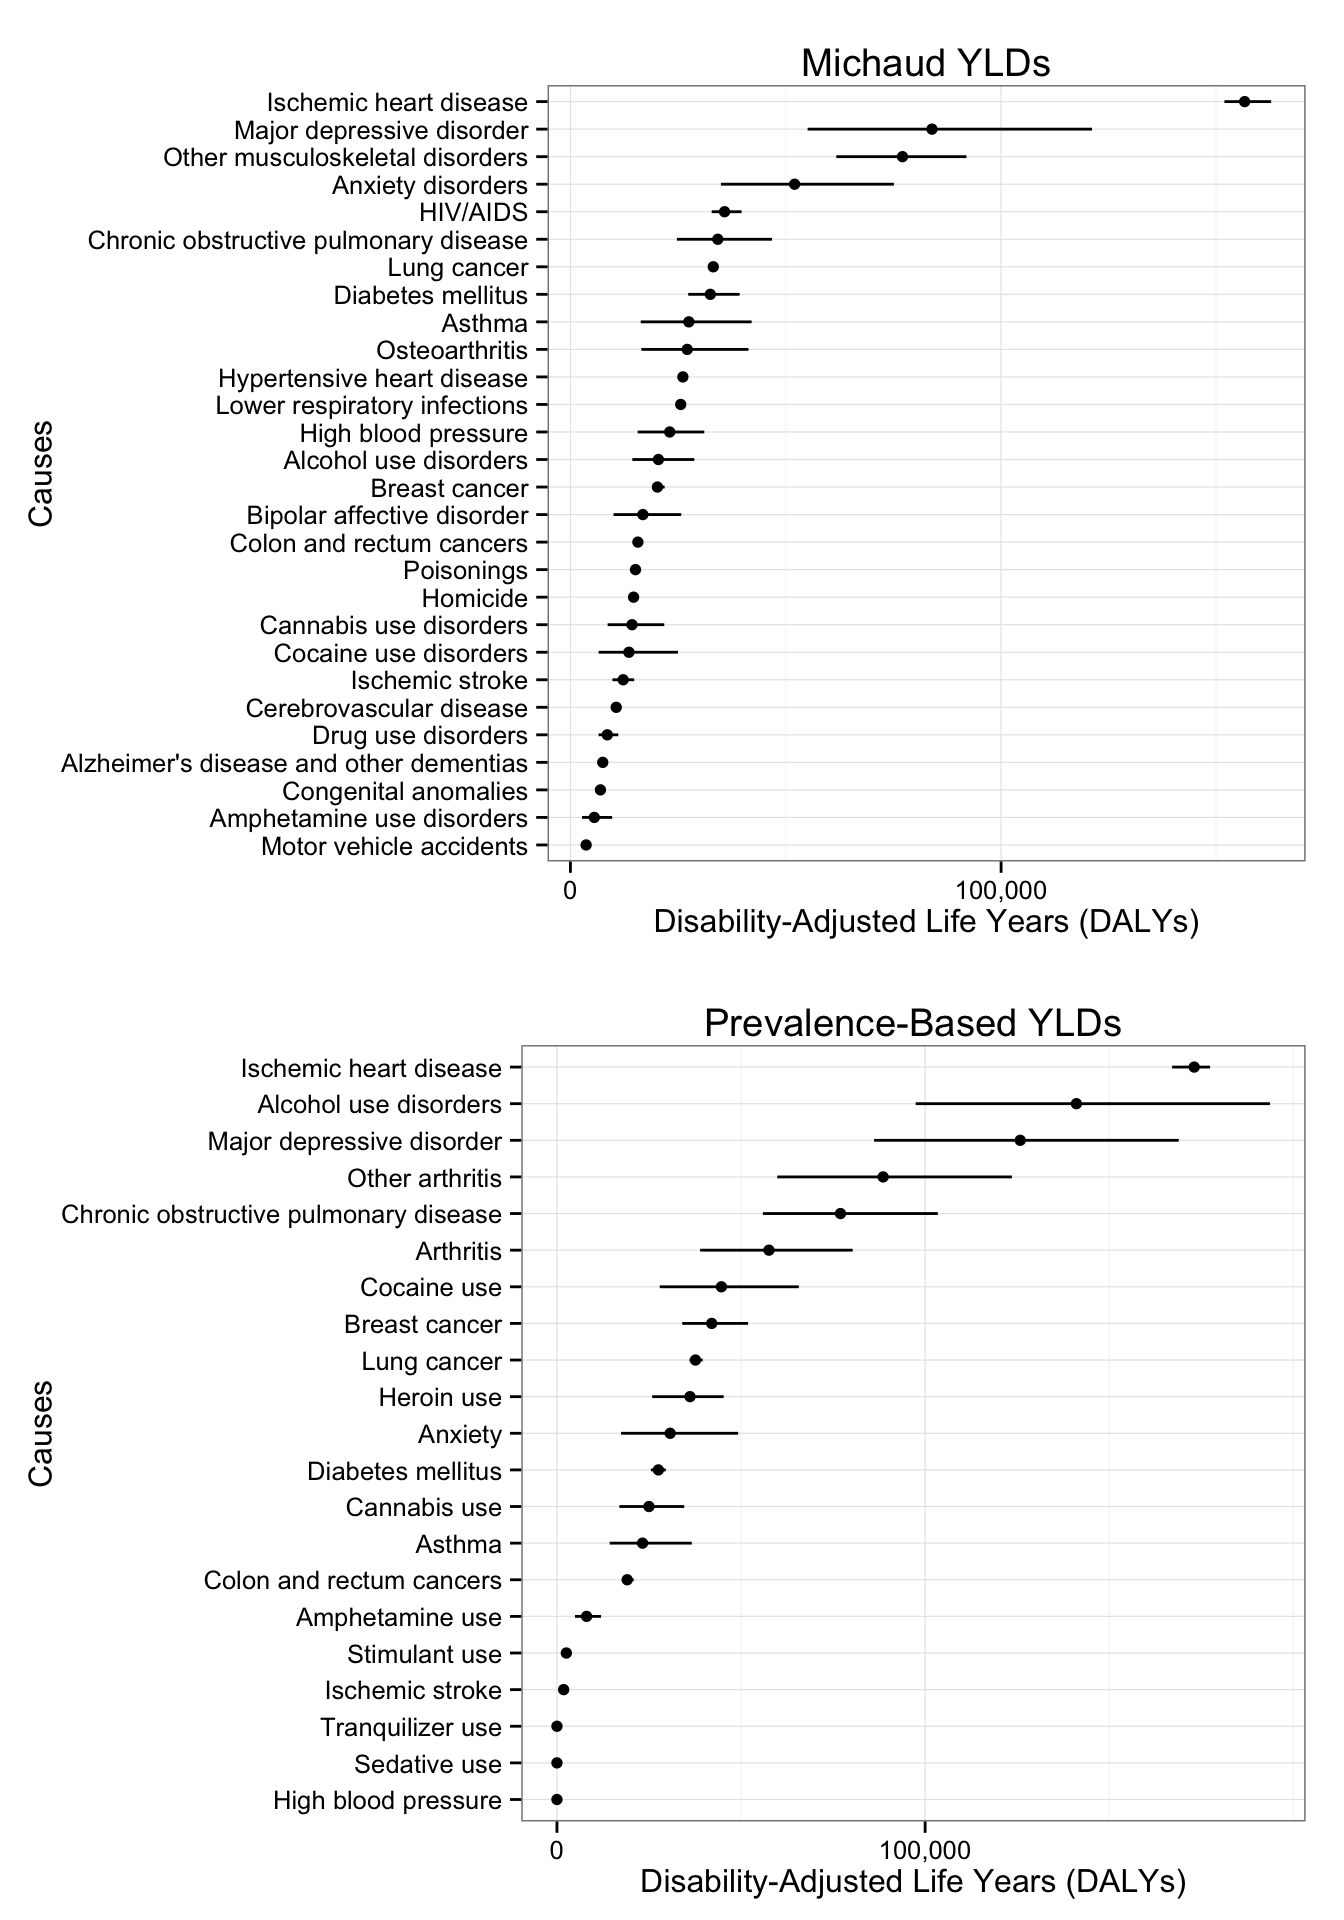 Michaud YLDs
Causes
Ischemic heart disease
Major depressive disorder
Other musculoskeletal disorders
Anxiety disorders
HIV/AIDS
Chronic obstructive pulmonary disease
Lung cancer
Diabetes mellitus
Asthma
Osteoarthritis
Hypertensive heart disease
Lower respiratory infections
High blood pressure
Alcohol use disorders
Breast cancer
Bipolar affective disorder
Colon and rectum cancers
Poisonings
Homicide
Cannabis use disorders
Cocaine use disorders
Ischemic stroke
Cerebrovascular disease
Drug use disorders
Alzheimer's disease and other dementias
Congenital anomalies
Amphetamine use disorders
Motor vehicle accidents
0 100,000
Disability-Adjusted Life Years (DALYs)
Prevalence-Based YLDs
Causes
Ischemic heart disease
Alcohol use disorders
Major depressive disorder
Other arthritis
Chronic obstructive pulmonary disease
Arthritis
Cocaine use
Breast cancer
Lung cancer
Heroin use
Anxiety
Diabetes mellitus
Cannabis use
Asthma
Colon and rectum cancers
Amphetamine use
Stimulant use
Ischemic stroke
Tranquilizer use
Sedative use
High blood pressure
0 100,000
Disability-Adjusted Life Years (DALYs)